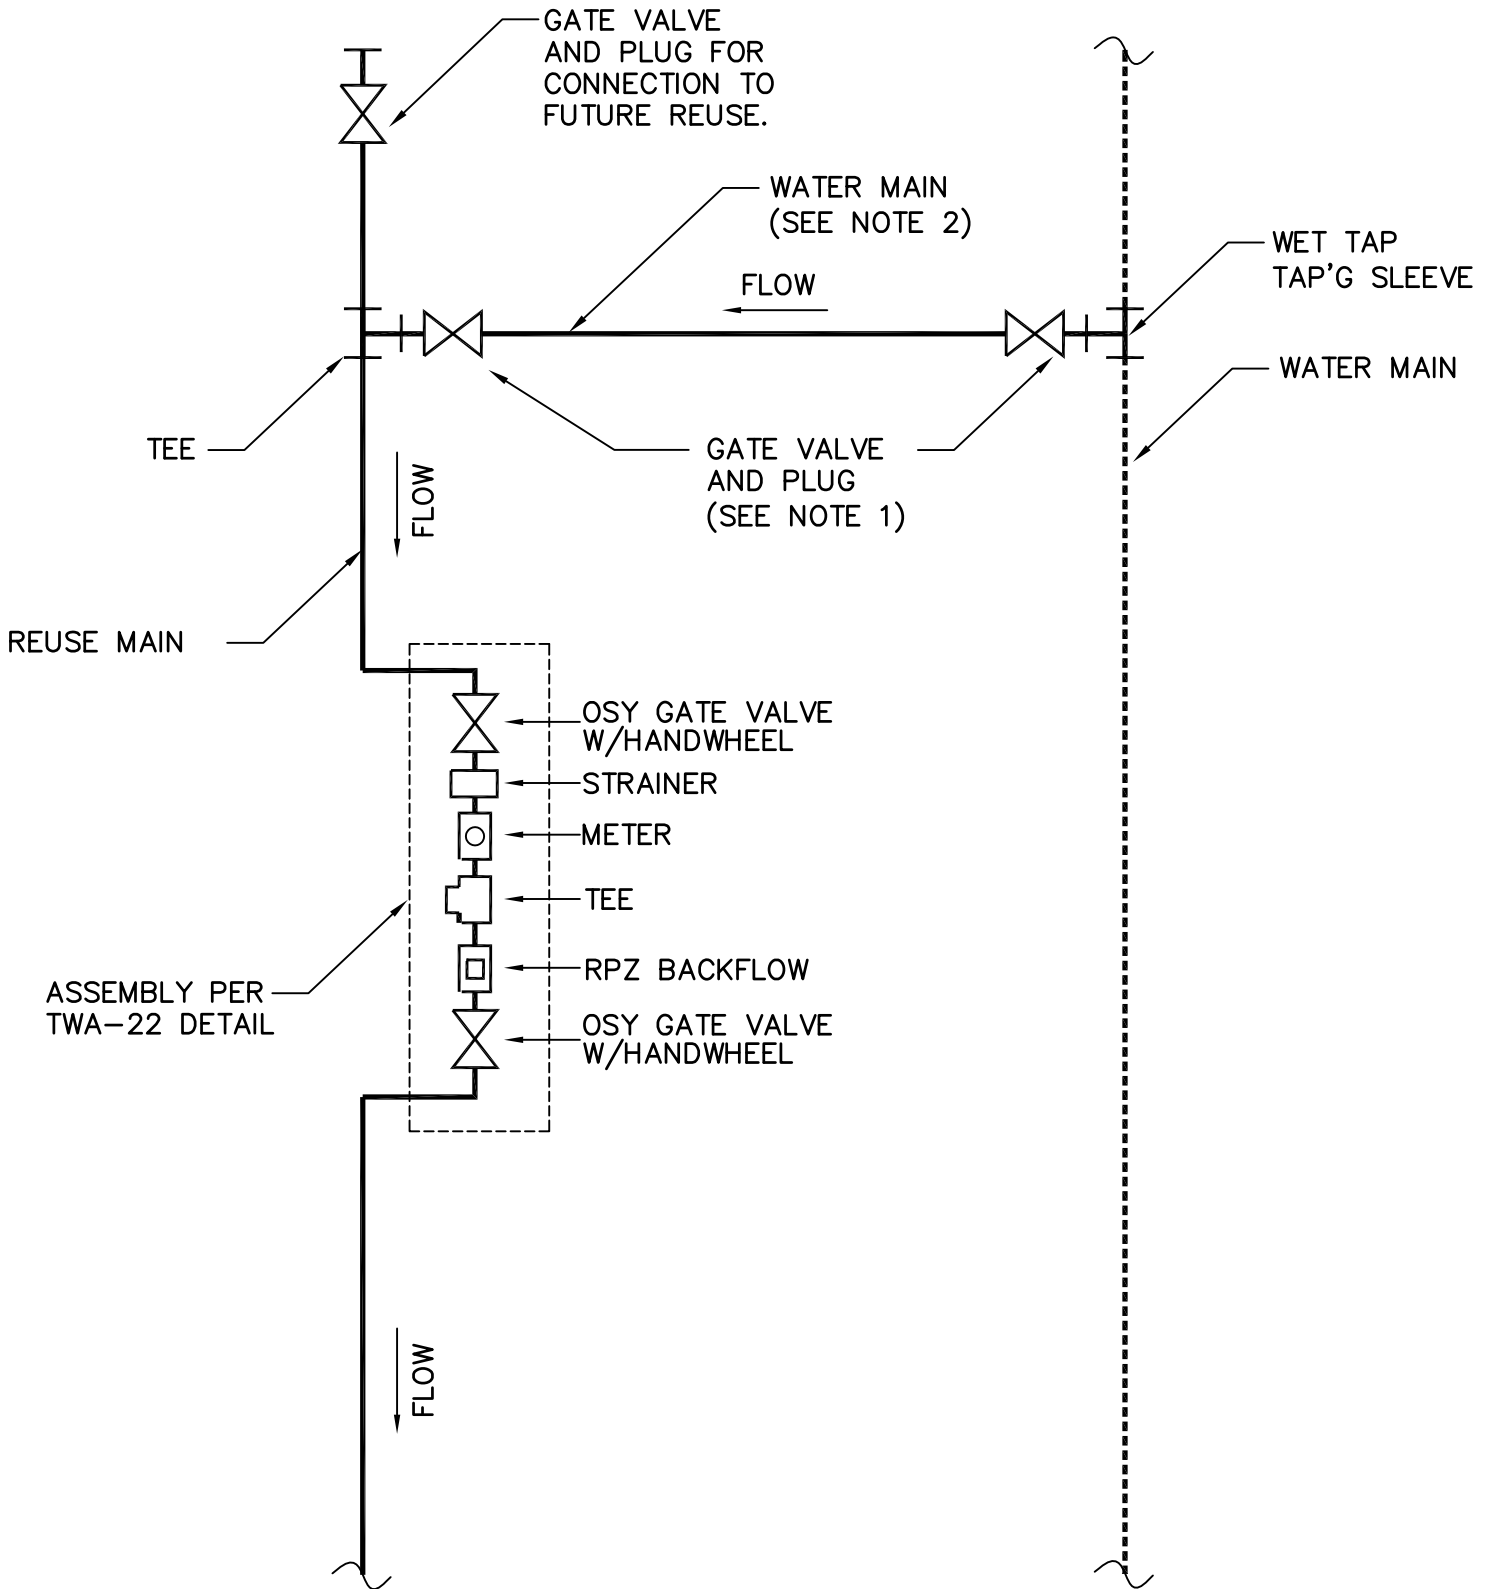 GATE VALVE
AND PLUG FOR
CONNECTION TO
FUTURE REUSE.
WATER MAIN
(SEE NOTE 2)
WET TAP
TAP'G SLEEVE
FLOW
WATER MAIN
TEE
GATE VALVE
AND PLUG
(SEE NOTE 1)
FLOW
REUSE MAIN
OSY GATE VALVE
W/HANDWHEEL
STRAINER
METER
TEE
RPZ BACKFLOW
ASSEMBLY PER
TWA-22 DETAIL
OSY GATE VALVE
W/HANDWHEEL
FLOW